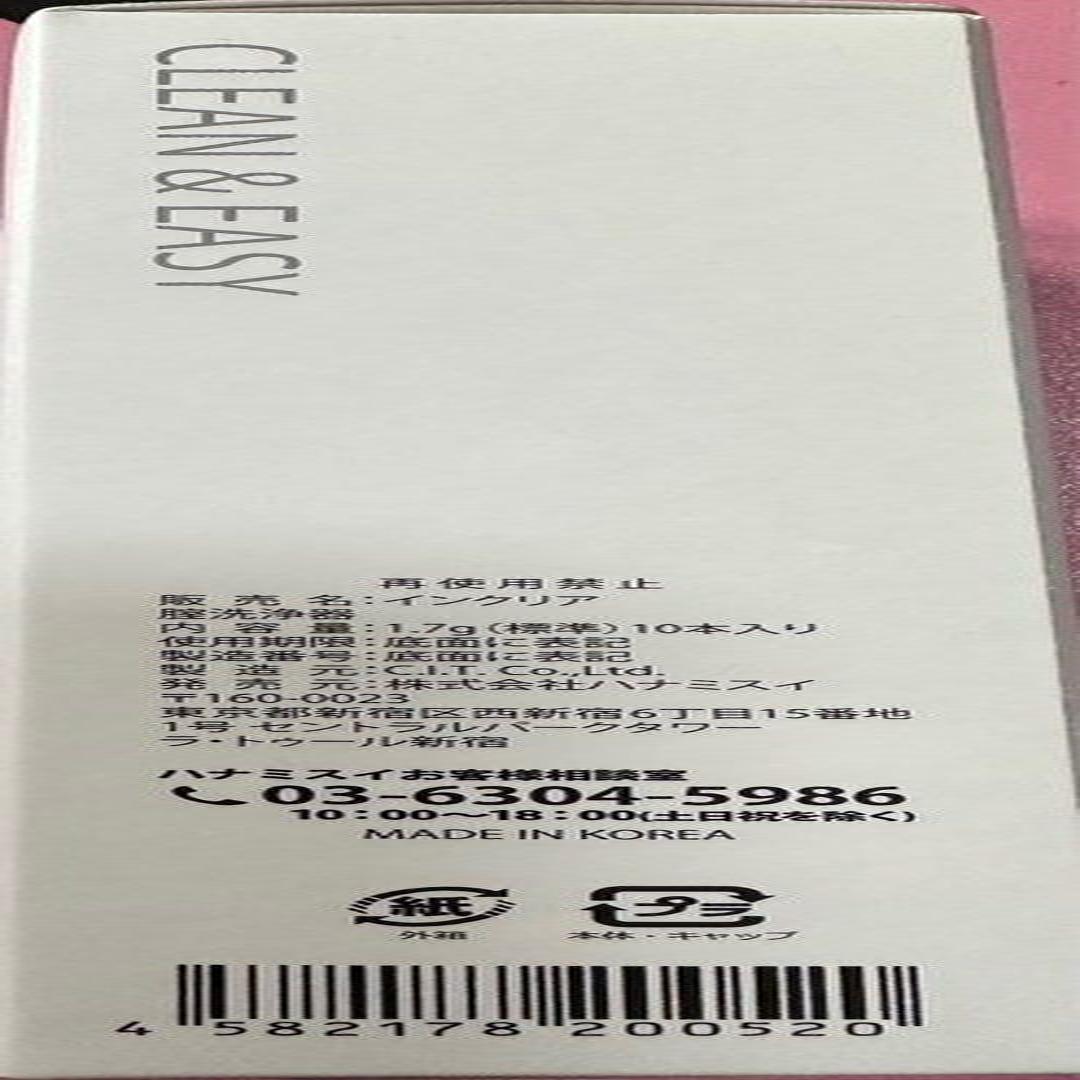 CLEAN & EASY
再使用禁止
販売名:インクリア
膣洗浄器
内容量:1.7g(標準)10本入り
使用期限:底面に表記
製造番号:底面に表記
製造元:C.I.T. Co.,Ltd.
発売元:株式会社ハナミスイ
〒160-0023
東京都新宿区西新宿6丁目15番地
1号 セントラルパークタワー
ラ・トゥール新宿
ハナミスイお客様相談室
03-6304-5986
10:00～18:00(土日祝を除く)
MADE IN KOREA
紙 プラ
外箱 本体・キャップ
4 582178 200520